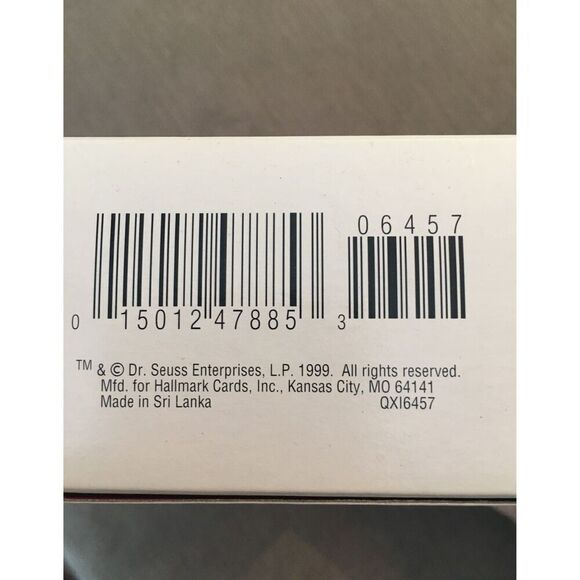 06457
0 15012 47885 3
TM & © Dr. Seuss Enterprises, L.P. 1999. All rights reserved.
Mfd. for Hallmark Cards, Inc., Kansas City, MO 64141
Made in Sri Lanka QXI6457